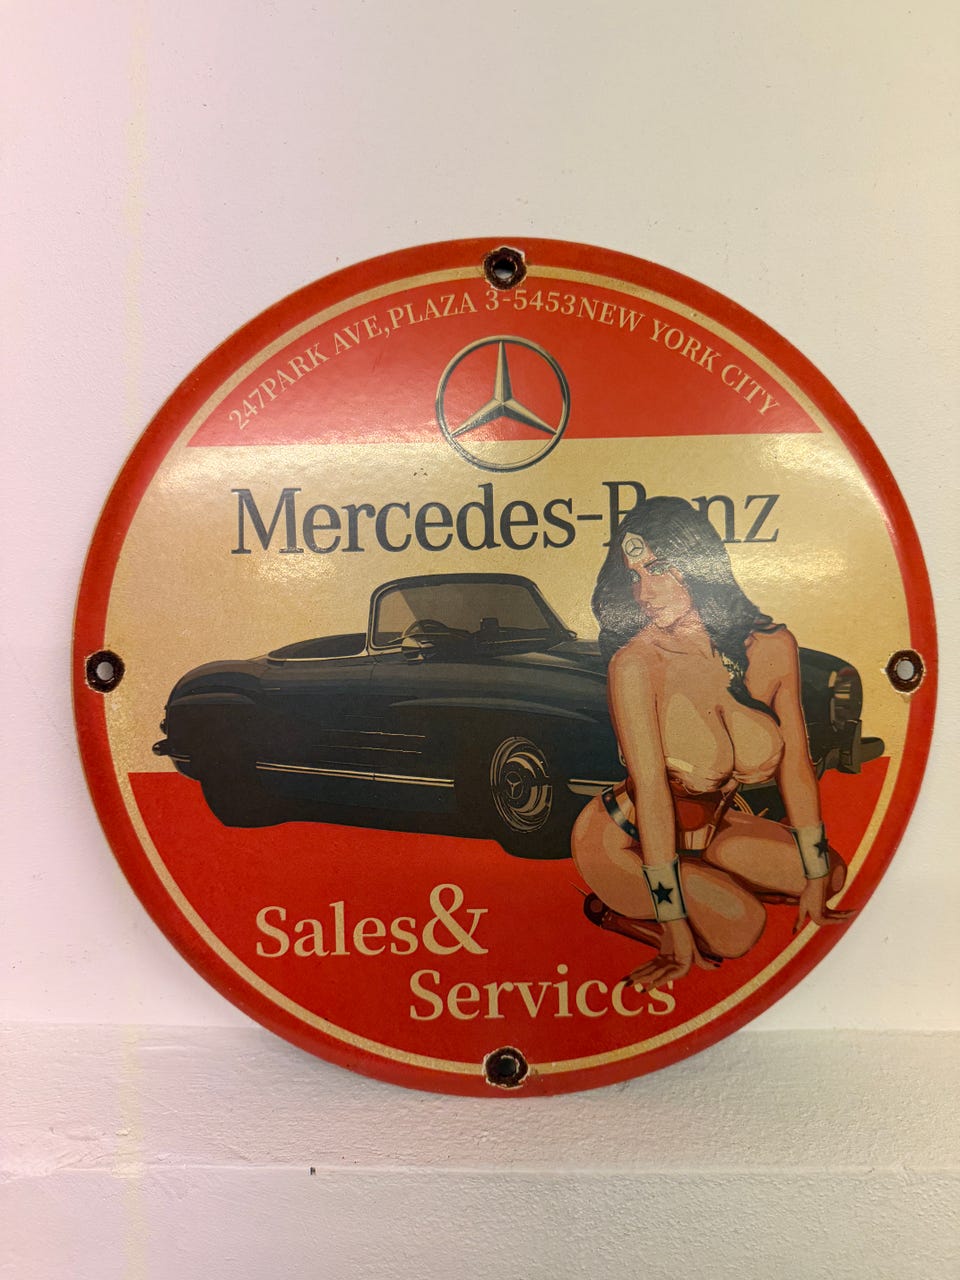 247PARK AVE,PLAZA 3-5453NEW YORK CITY
Mercedes-Benz
Sales&
Serviccs